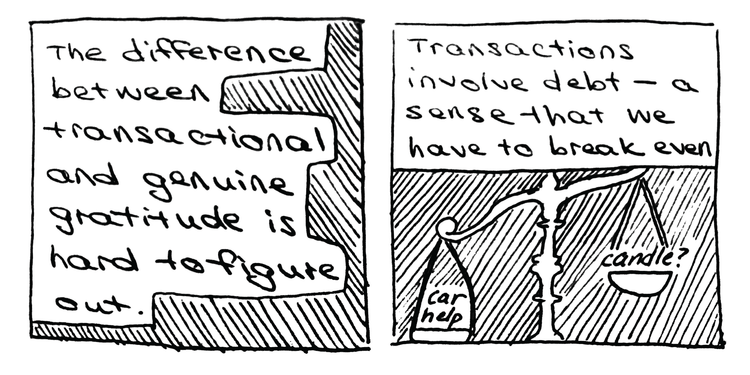 The difference
between
transactional
and genuine
gratitude is
hard to figure
out.
Transactions
involve debt — a
sense that we
have to break even
candle?
car
help